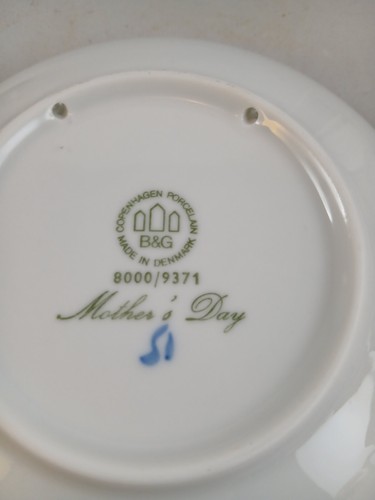 COPENHAGEN PORCELAIN
MADE IN DENMARK
B&G
8000/9371
Mother's Day